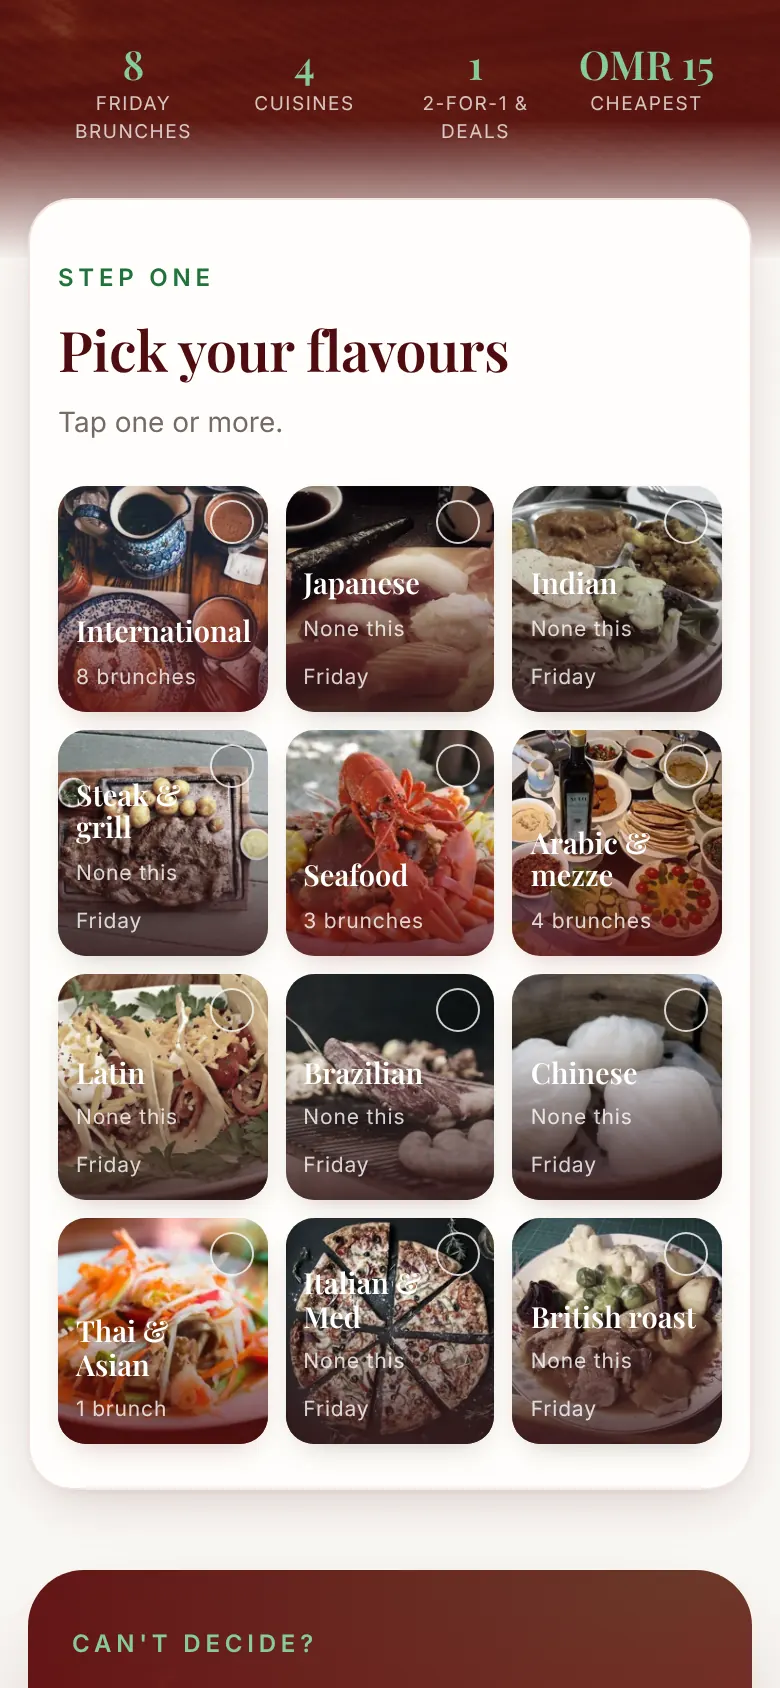 8
FRIDAY
BRUNCHES
4
CUISINES
1
2-FOR-1 &
DEALS
OMR 15
CHEAPEST
STEP ONE
Pick your flavours
Tap one or more.
International
8 brunches
Japanese
None this
Friday
Indian
None this
Friday
Steak &
grill
None this
Friday
Seafood
3 brunches
Arabic &
mezze
4 brunches
Latin
None this
Friday
Brazilian
None this
Friday
Chinese
None this
Friday
Thai &
Asian
1 brunch
Italian &
Med
None this
Friday
British roast
None this
Friday
CAN'T DECIDE?